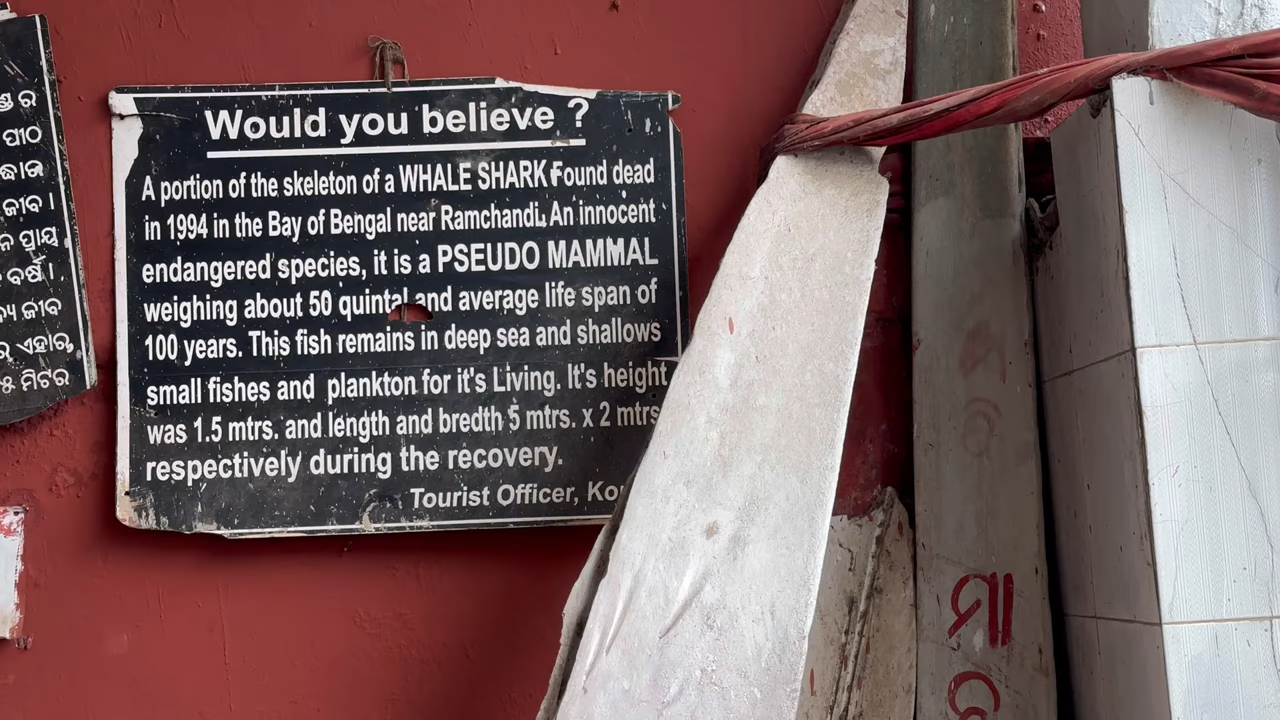 ପୀଠ
ଜୀବ ।
ପ୍ରାୟ
ବର୍ଷ ।
ଜୀବ
ଏହାର
ମିଟର
Would you believe ?
A portion of the skeleton of a WHALE SHARK Found dead
in 1994 in the Bay of Bengal near Ramchandi. An innocent
endangered species, it is a PSEUDO MAMMAL
weighing about 50 quintal and average life span of
100 years. This fish remains in deep sea and shallows
small fishes and plankton for it's Living. It's height
was 1.5 mtrs. and length and bredth 5 mtrs. x 2 mtrs
respectively during the recovery.
Tourist Officer,
ମା